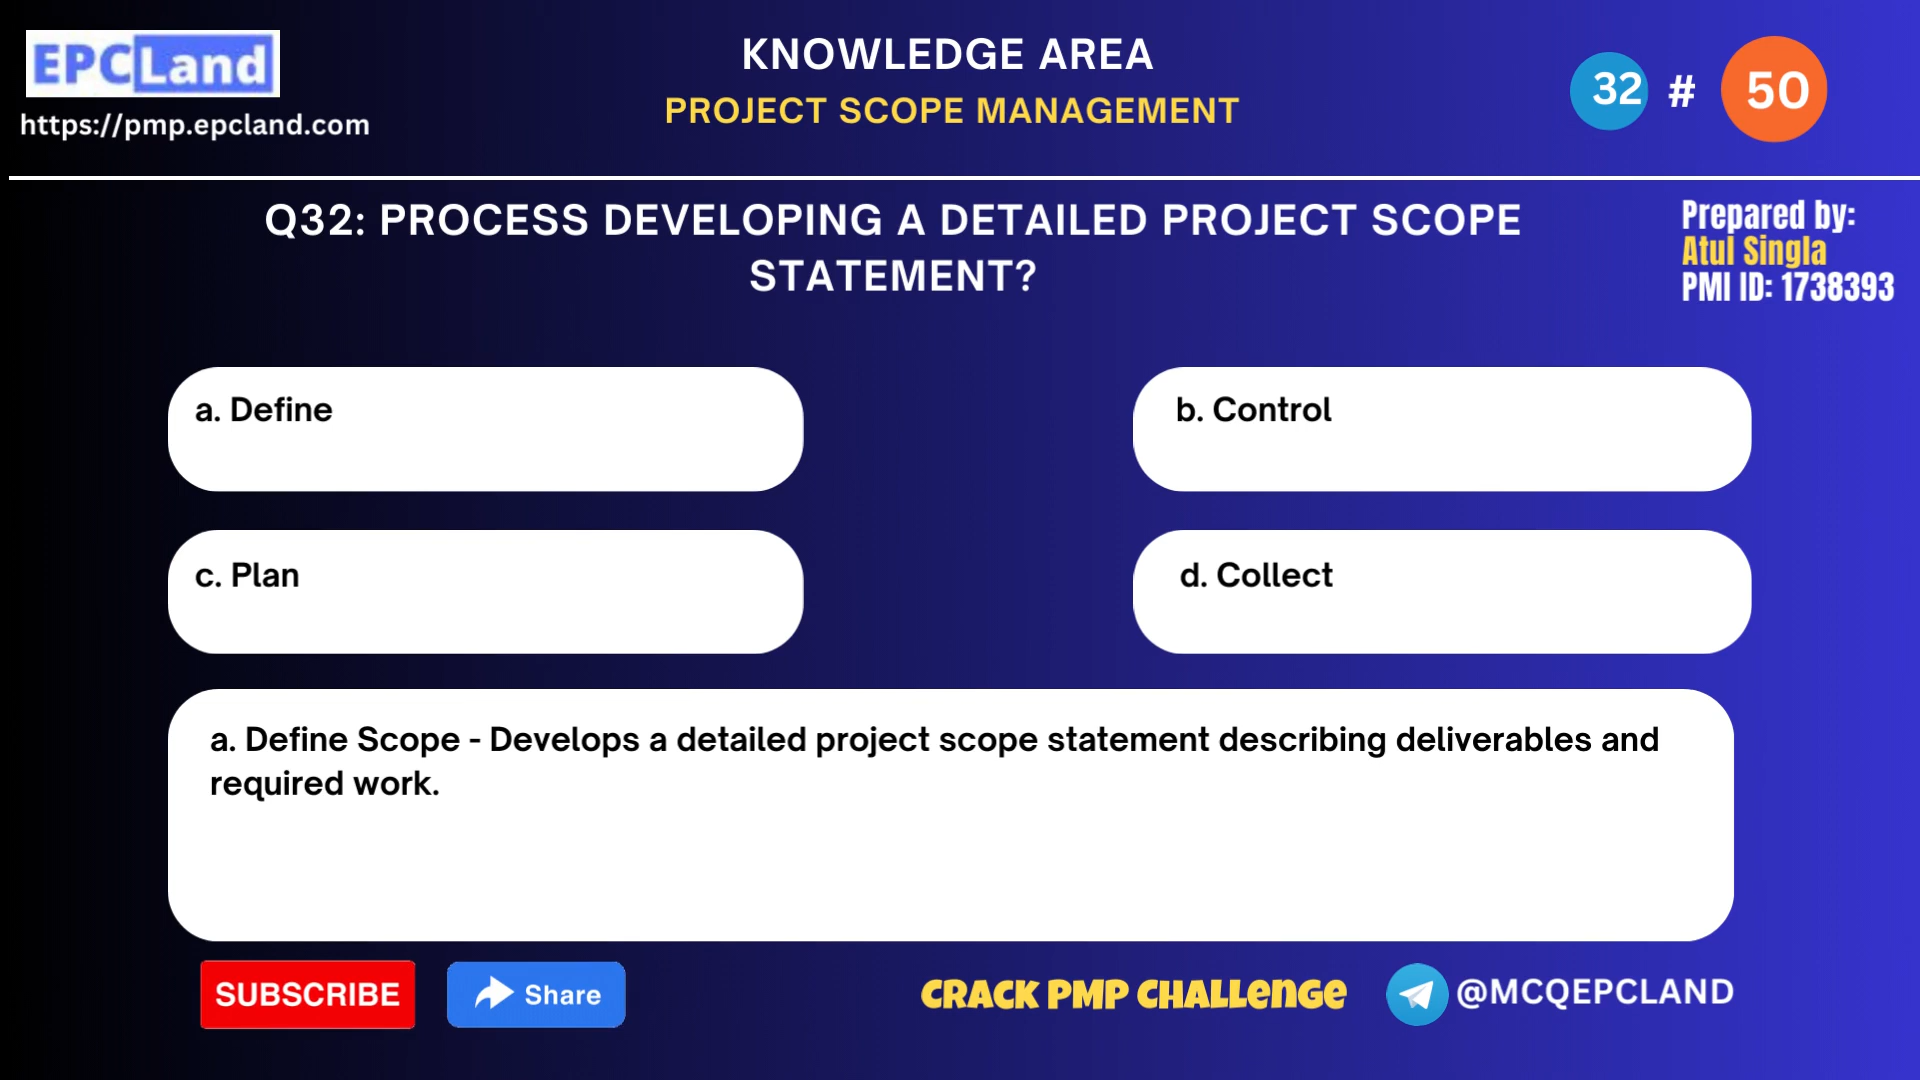 EPCLand
https://pmp.epcland.com
KNOWLEDGE AREA
PROJECT SCOPE MANAGEMENT
32 # 50
Q32: PROCESS DEVELOPING A DETAILED PROJECT SCOPE
STATEMENT?
Prepared by:
Atul Singla
PMI ID: 1738393
a. Define
b. Control
c. Plan
d. Collect
a. Define Scope - Develops a detailed project scope statement describing deliverables and
required work.
SUBSCRIBE
Share
CRACK PMP CHALLENGE
@MCQEPCLAND